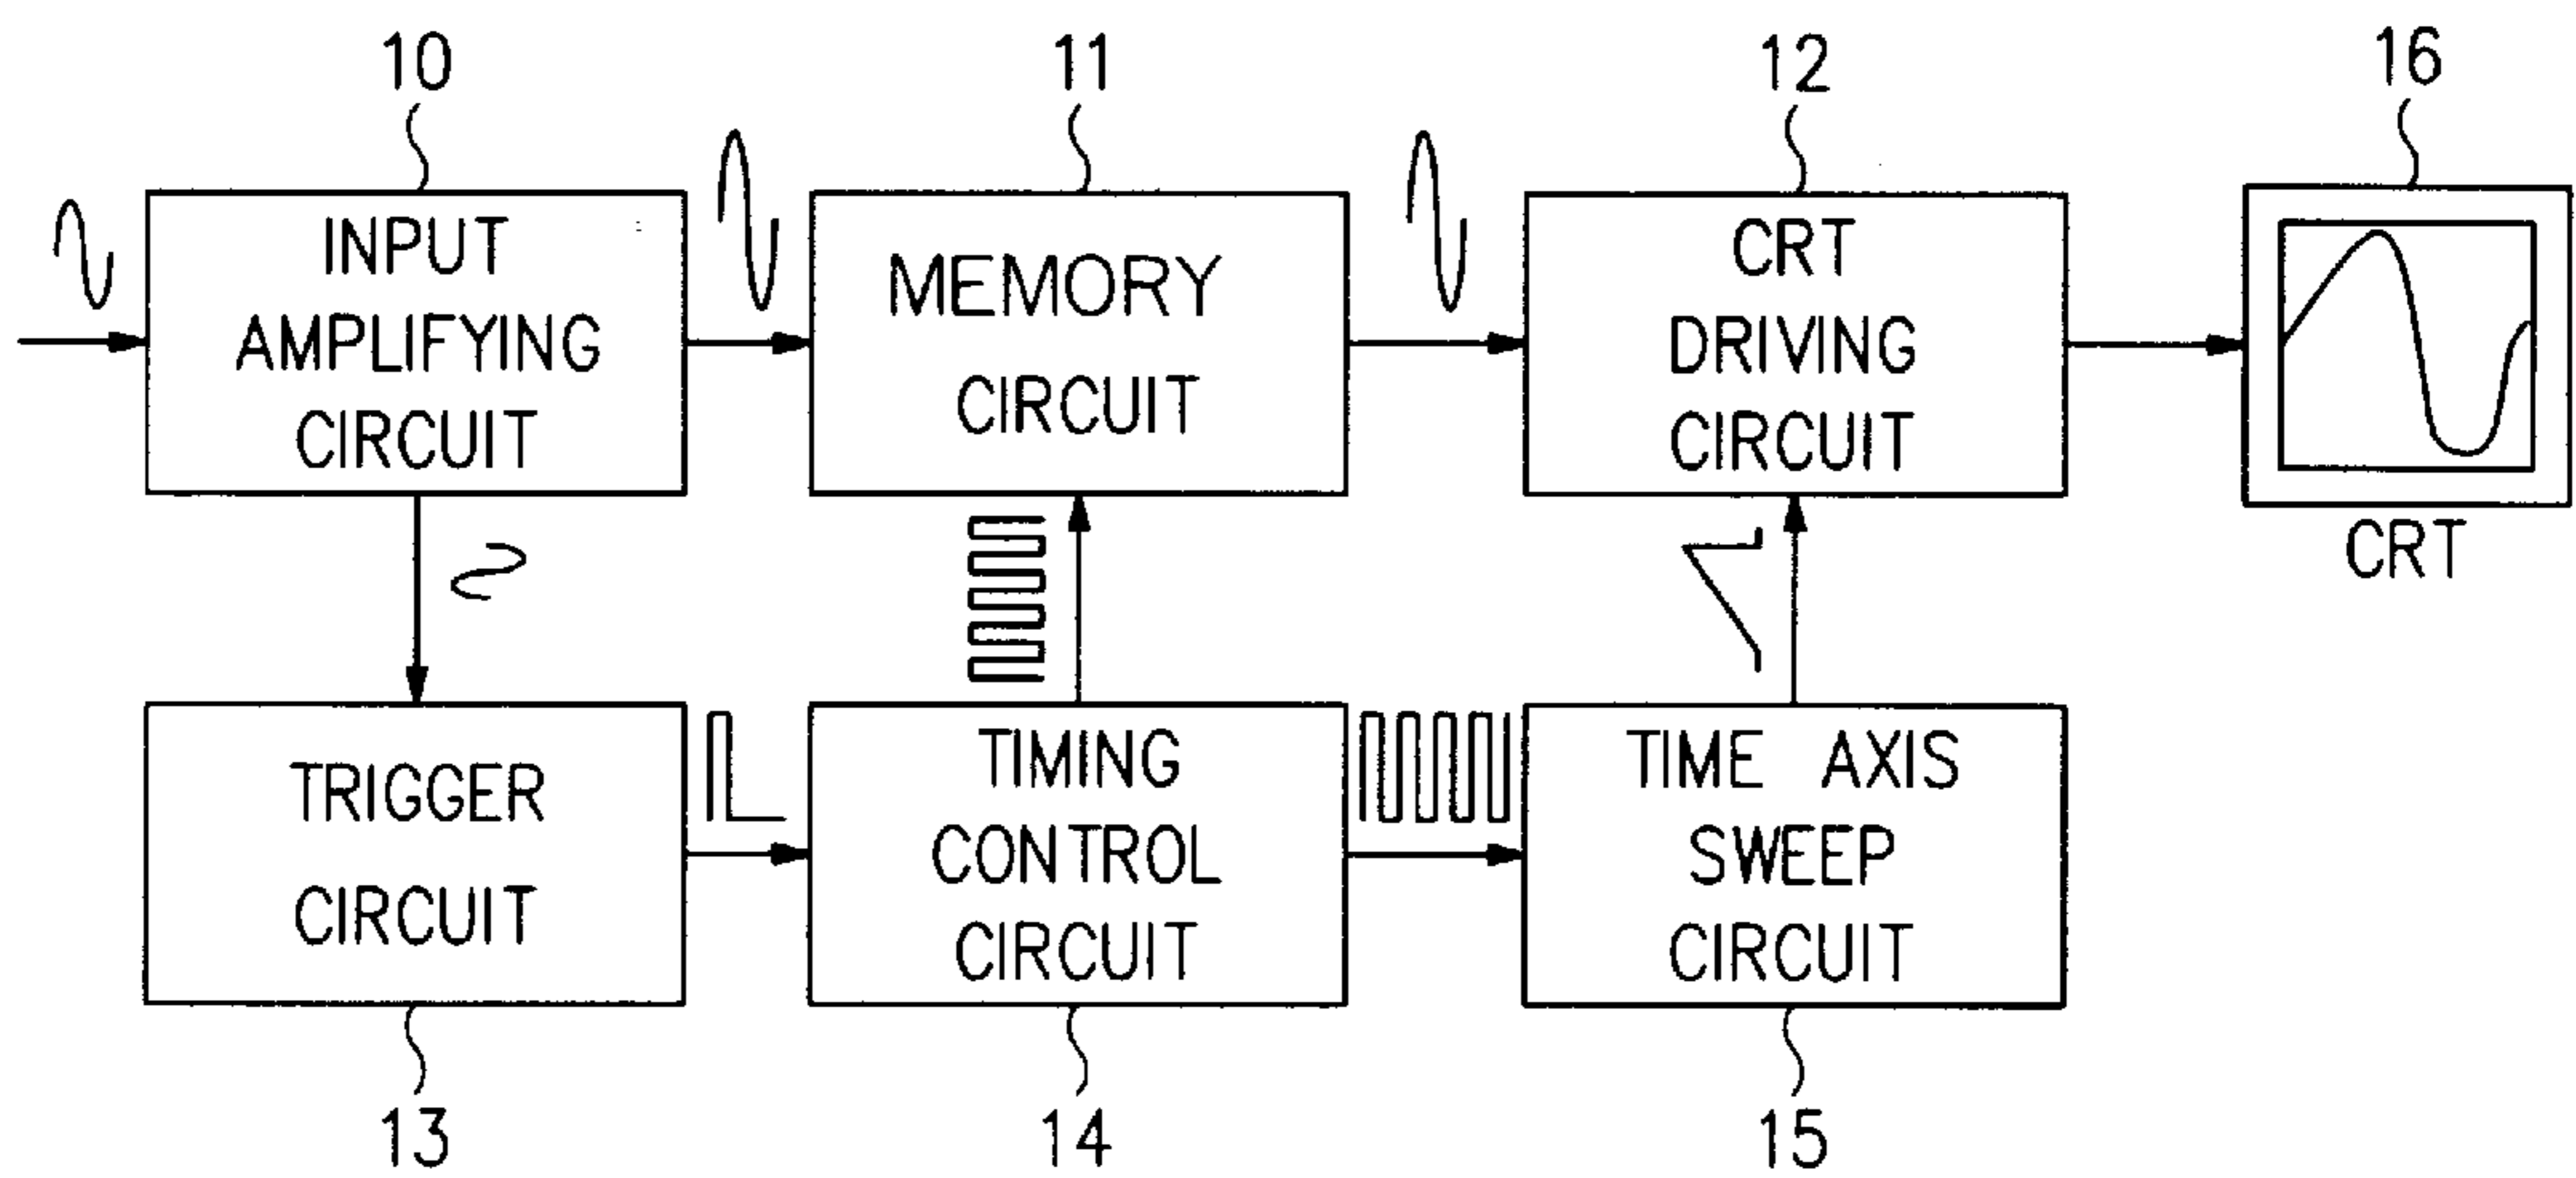 10
11
12
16
INPUT
AMPLIFYING
CIRCUIT
MEMORY
CIRCUIT
CRT
DRIVING
CIRCUIT
CRT
TRIGGER
CIRCUIT
TIMING
CONTROL
CIRCUIT
TIME AXIS
SWEEP
CIRCUIT
13
14
15